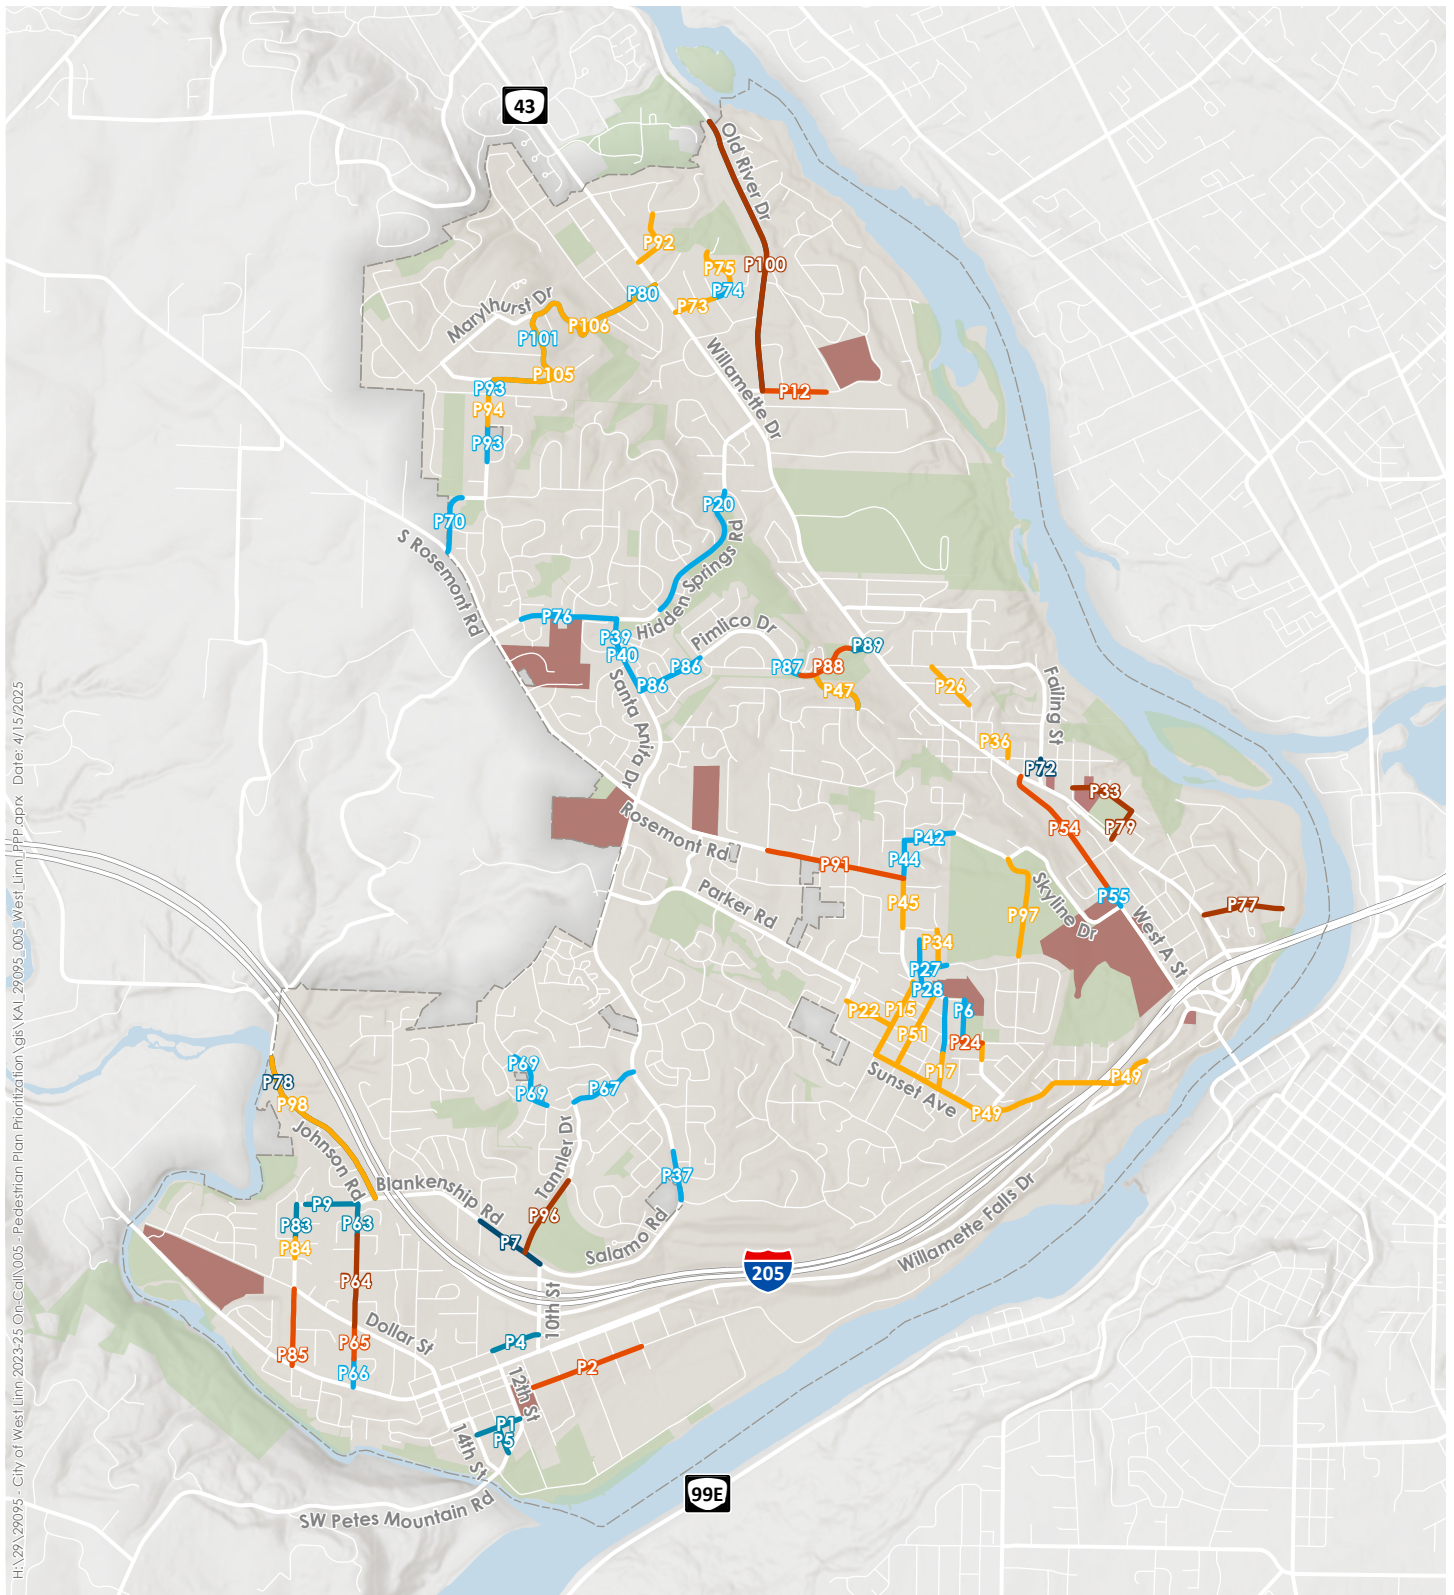 43
Old River Dr
P92
P75
P100
P74
P80
P73
Marylhurst Dr
P106
P101
P105
Willamette Dr
P93
P12
P94
P93
P20
P70
S Rosemont Rd
Hidden Springs Rd
P76
P39
P40
Pimlico Dr
P89
P86
P87
P88
P86
P47
P26
Santa Anita Dr
Failing St
P36
P72
P33
P54
P79
Rosemont Rd
P42
P44
P91
Parker Rd
P45
Skyline Dr
P55
P97
P77
West A St
P34
P27
P28
P22
P15
P6
P51
P24
P17
P49
Sunset Ave
P49
P69
P69
P67
P78
P98
Johnson Rd
Tannler Dr
P37
Blankenship Rd
P9
P83
P63
P96
P7
P84
Salamo Rd
Willamette Falls Dr
205
P64
10th St
Dollar St
P65
P4
P85
P66
P2
12th St
P1
P5
14th St
SW Petes Mountain Rd
99E
H:\29\29095 - City of West Linn 2023-25 On-Call\005 - Pedestrian Plan Prioritization\gis\KAI_29095_005_West_Linn_PPP.aprx Date: 4/15/2025